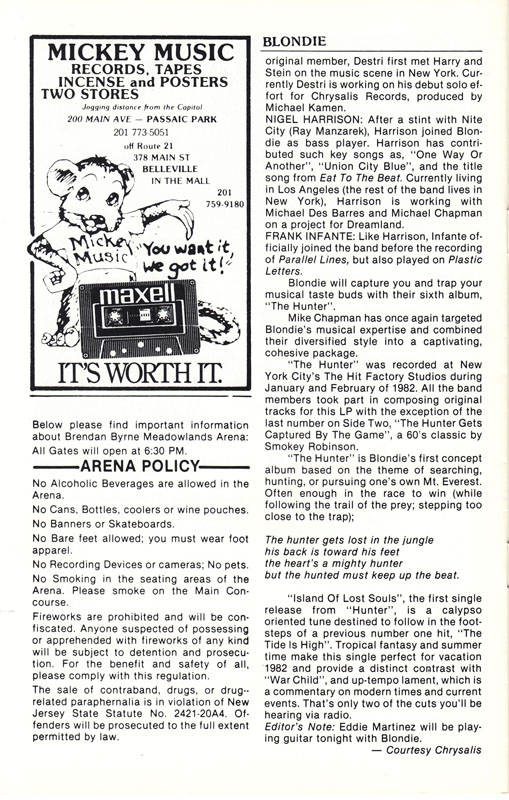 MICKEY MUSIC
RECORDS, TAPES
INCENSE and POSTERS
TWO STORES
Jogging distance from the Capitol
200 MAIN AVE — PASSAIC PARK
201 773-5051
off Route 21
378 MAIN ST
BELLEVILLE
IN THE MALL
201
759-9180
Mickey
Music
"You want it,
we got it!"
maxell
IT'S WORTH IT.
Below please find important information
about Brendan Byrne Meadowlands Arena:
All Gates will open at 6:30 PM.
ARENA POLICY
No Alcoholic Beverages are allowed in the
Arena.
No Cans, Bottles, coolers or wine pouches.
No Banners or Skateboards.
No Bare feet allowed; you must wear foot
apparel.
No Recording Devices or cameras; No pets.
No Smoking in the seating areas of the
Arena. Please smoke on the Main Con-
course.
Fireworks are prohibited and will be con-
fiscated. Anyone suspected of possessing
or apprehended with fireworks of any kind
will be subject to detention and prosecu-
tion. For the benefit and safety of all,
please comply with this regulation.
The sale of contraband, drugs, or drug--
related paraphernalia is in violation of New
Jersey State Statute No. 2421-20A4. Of-
fenders will be prosecuted to the full extent
permitted by law.
BLONDIE
original member, Destri first met Harry and
Stein on the music scene in New York. Cur-
rently Destri is working on his debut solo ef-
fort for Chrysalis Records, produced by
Michael Kamen.
NIGEL HARRISON: After a stint with Nite
City (Ray Manzarek), Harrison joined Blon-
die as bass player. Harrison has contri-
buted such key songs as, "One Way Or
Another", "Union City Blue", and the title
song from Eat To The Beat. Currently living
in Los Angeles (the rest of the band lives in
New York), Harrison is working with
Michael Des Barres and Michael Chapman
on a project for Dreamland.
FRANK INFANTE: Like Harrison, Infante of-
ficially joined the band before the recording
of Parallel Lines, but also played on Plastic
Letters.
Blondie will capture you and trap your
musical taste buds with their sixth album,
"The Hunter".
Mike Chapman has once again targeted
Blondie's musical expertise and combined
their diversified style into a captivating,
cohesive package.
"The Hunter" was recorded at New
York City's The Hit Factory Studios during
January and February of 1982. All the band
members took part in composing original
tracks for this LP with the exception of the
last number on Side Two, "The Hunter Gets
Captured By The Game", a 60's classic by
Smokey Robinson.
"The Hunter" is Blondie's first concept
album based on the theme of searching,
hunting, or pursuing one's own Mt. Everest.
Often enough in the race to win (while
following the trail of the prey; stepping too
close to the trap);
The hunter gets lost in the jungle
his back is toward his feet
the heart's a mighty hunter
but the hunted must keep up the beat.
"Island Of Lost Souls", the first single
release from "Hunter", is a calypso
oriented tune destined to follow in the foot-
steps of a previous number one hit, "The
Tide Is High". Tropical fantasy and summer
time make this single perfect for vacation
1982 and provide a distinct contrast with
"War Child", and up-tempo lament, which is
a commentary on modern times and current
events. That's only two of the cuts you'll be
hearing via radio.
Editor's Note: Eddie Martinez will be play-
ing guitar tonight with Blondie.
— Courtesy Chrysalis